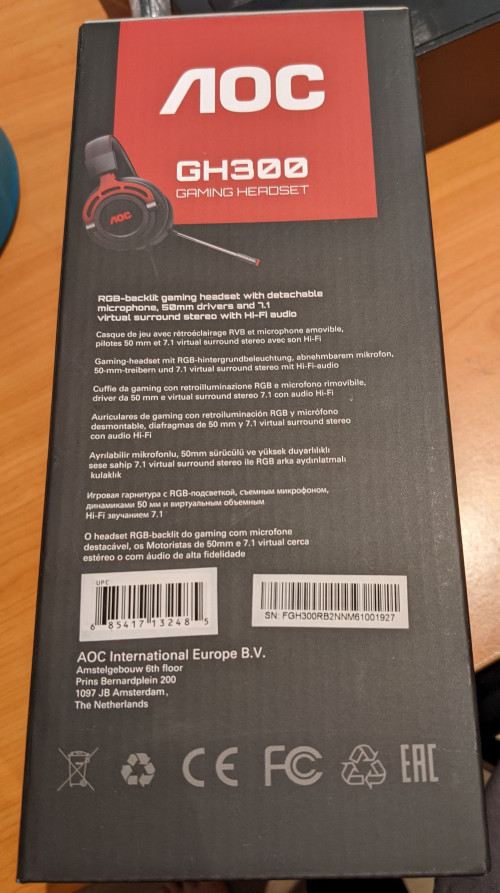 AOC
GH300
GAMING HEADSET
AOC
RGB-backlit gaming headset with detachable
microphone, 50mm drivers and 7.1
virtual surround stereo with Hi-Fi audio
Casque de jeu avec rétroéclairage RVB et microphone amovible,
pilotes 50 mm et 7.1 virtual surround stereo avec son Hi-Fi
Gaming-headset mit RGB-hintergrundbeleuchtung, abnehmbarem mikrofon,
50-mm-treibern und 7.1 virtual surround stereo mit Hi-Fi-audio
Cuffie da gaming con retroilluminazione RGB e microfono rimovibile,
driver da 50 mm e virtual surround stereo 7.1 con audio Hi-Fi
Auriculares de gaming con retroiluminación RGB y micrófono
desmontable, diafragmas de 50 mm y 7.1 virtual surround stereo
con audio Hi-Fi
Ayrılabilir mikrofonlu, 50mm sürücülü ve yüksek duyarlılıklı
sese sahip 7.1 virtual surround stereo ile RGB arka aydınlatmalı
kulaklık
Игровая гарнитура с RGB-подсветкой, съемным микрофоном,
динамиками 50 мм и виртуальным объемным
Hi-Fi звучанием 7.1
O headset RGB-backlit do gaming com microfone
destacável, os Motoristas de 50mm e 7.1 virtual cerca
estéreo o com áudio de alta fidelidade
UPC
6 85417 13248 5
SN: FGH300RB2NNM61001927
AOC International Europe B.V.
Amstelgebouw 6th floor
Prins Bernardplein 200
1097 JB Amsterdam,
The Netherlands
CE FC EAC